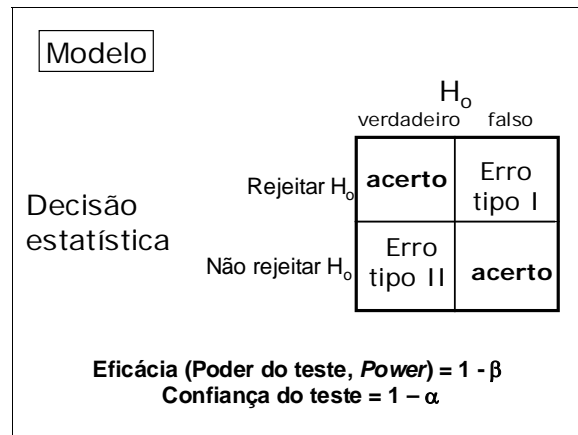 Modelo
Ho
verdadeiro falso
Rejeitar Ho
acerto
Erro
tipo I
Decisão
estatística
Não rejeitar Ho
Erro
tipo II
acerto
Eficácia (Poder do teste, Power) = 1 - β
Confiança do teste = 1 – α